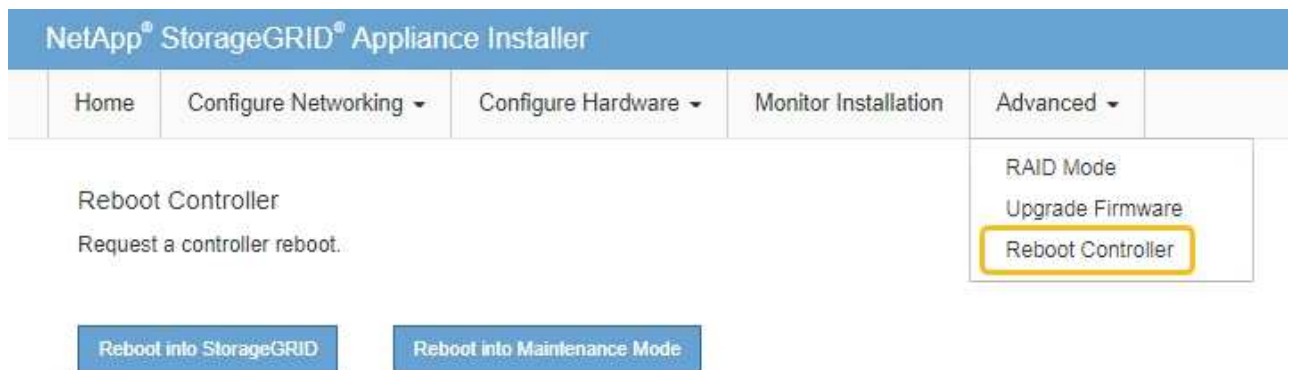 NetApp® StorageGRID® Appliance Installer
Home Configure Networking Configure Hardware Monitor Installation Advanced
RAID Mode
Upgrade Firmware
Reboot Controller
Reboot Controller
Request a controller reboot.
Reboot into StorageGRID Reboot into Maintenance Mode